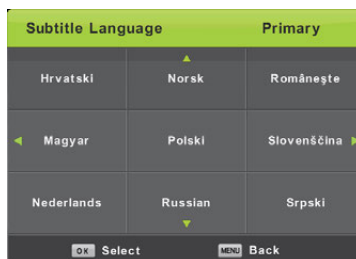 Subtitle Language Primary
Hrvatski Norsk Româneşte
Magyar Polski Slovenščina
Nederlands Russian Srpski
OK Select MENU Back